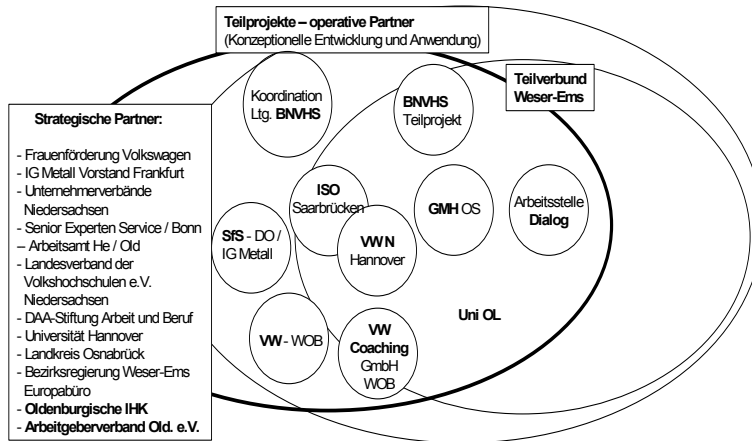 Teilprojekte – operative Partner
(Konzeptionelle Entwicklung und Anwendung)
Teilverbund
Weser-Ems
Strategische Partner:
- Frauenförderung Volkswagen
- IG Metall Vorstand Frankfurt
- Unternehmerverbände
Niedersachsen
- Senior Experten Service / Bonn
– Arbeitsamt He / Old
- Landesverband der
Volkshochschulen e.V.
Niedersachsen
- DAA-Stiftung Arbeit und Beruf
- Universität Hannover
- Landkreis Osnabrück
- Bezirksregierung Weser-Ems
Europabüro
- Oldenburgische IHK
- Arbeitgeberverband Old. e.V.
Koordination
Ltg. BNVHS
BNVHS
Teilprojekt
ISO
Saarbrücken
GMH OS
Arbeitsstelle
Dialog
SfS - DO /
IG Metall
VWN
Hannover
Uni OL
VW - WOB
VW
Coaching
GmbH
WOB